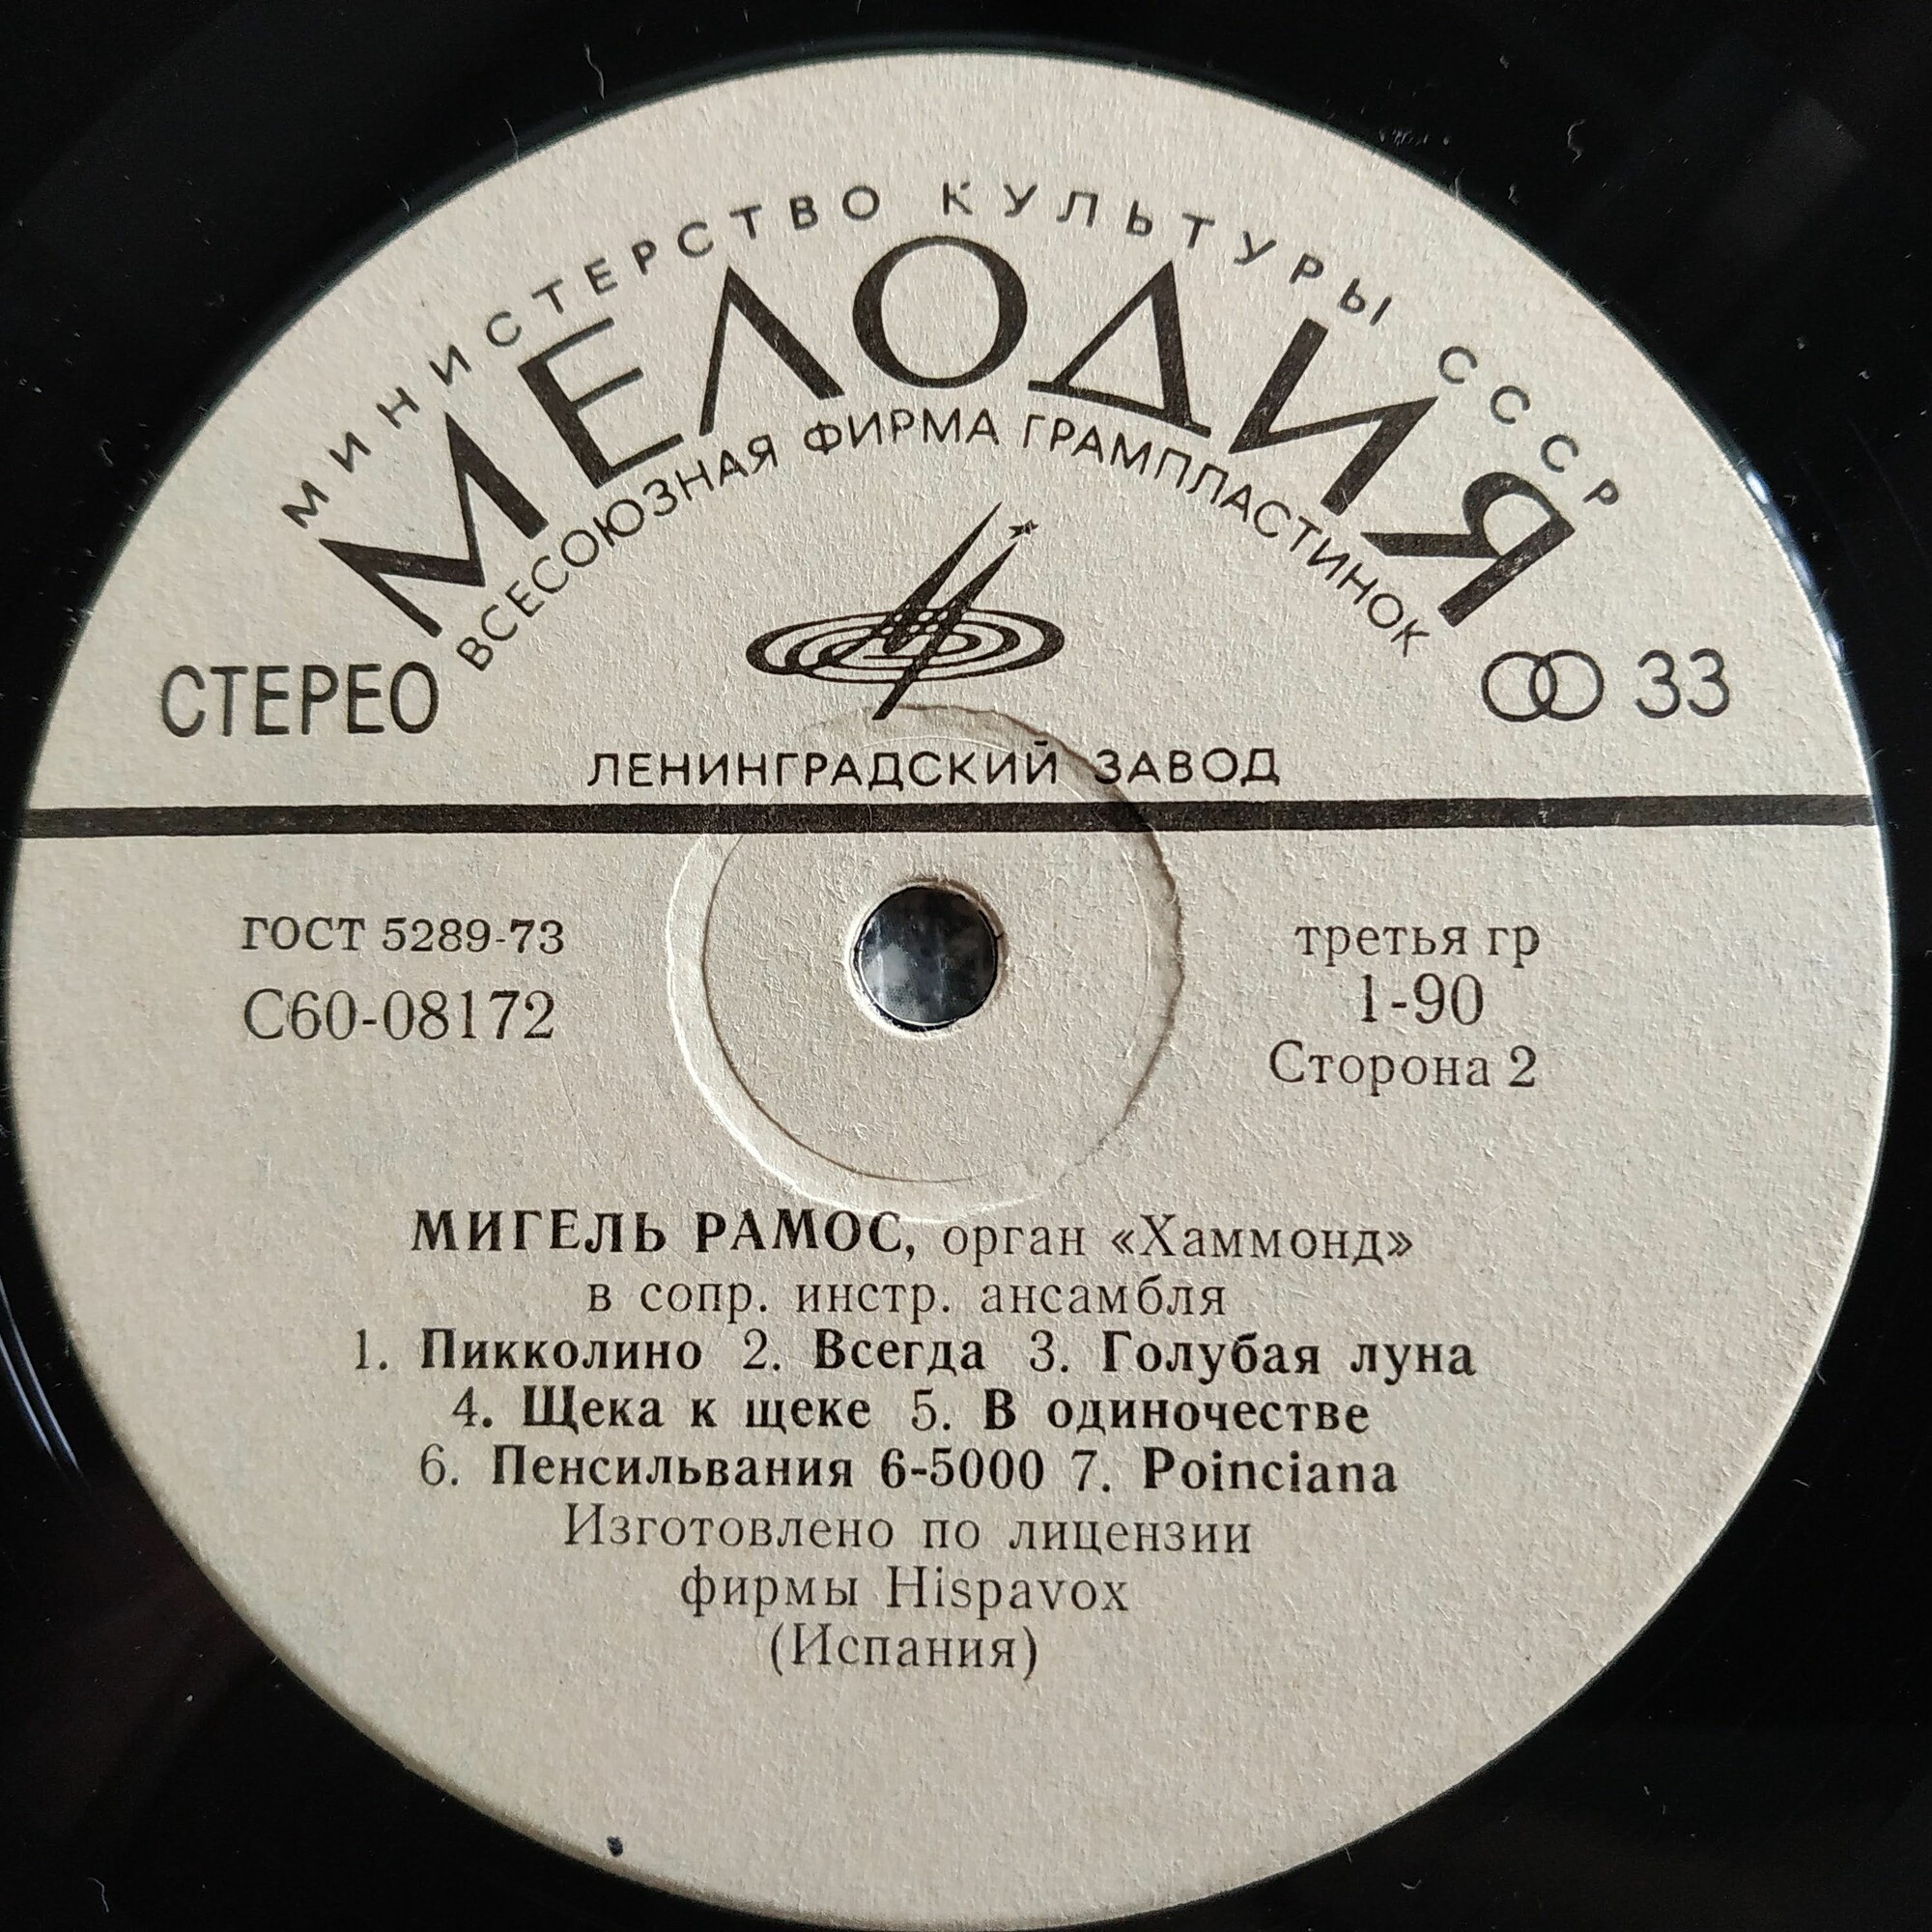 МИНИСТЕРСТВО КУЛЬТУРЫ СССР
МЕЛОДИЯ
ВСЕСОЮЗНАЯ ФИРМА ГРАМПЛАСТИНОК
СТЕРЕО
33
ЛЕНИНГРАДСКИЙ ЗАВОД
ГОСТ 5289-73
С60-08172
третья гр
1-90
Сторона 2
МИГЕЛЬ РАМОС, орган «Хаммонд»
в сопр. инстр. ансамбля
1. Пикколино 2. Всегда 3. Голубая луна
4. Щека к щеке 5. В одиночестве
6. Пенсильвания 6-5000 7. Poinciana
Изготовлено по лицензии
фирмы Hispavox
(Испания)